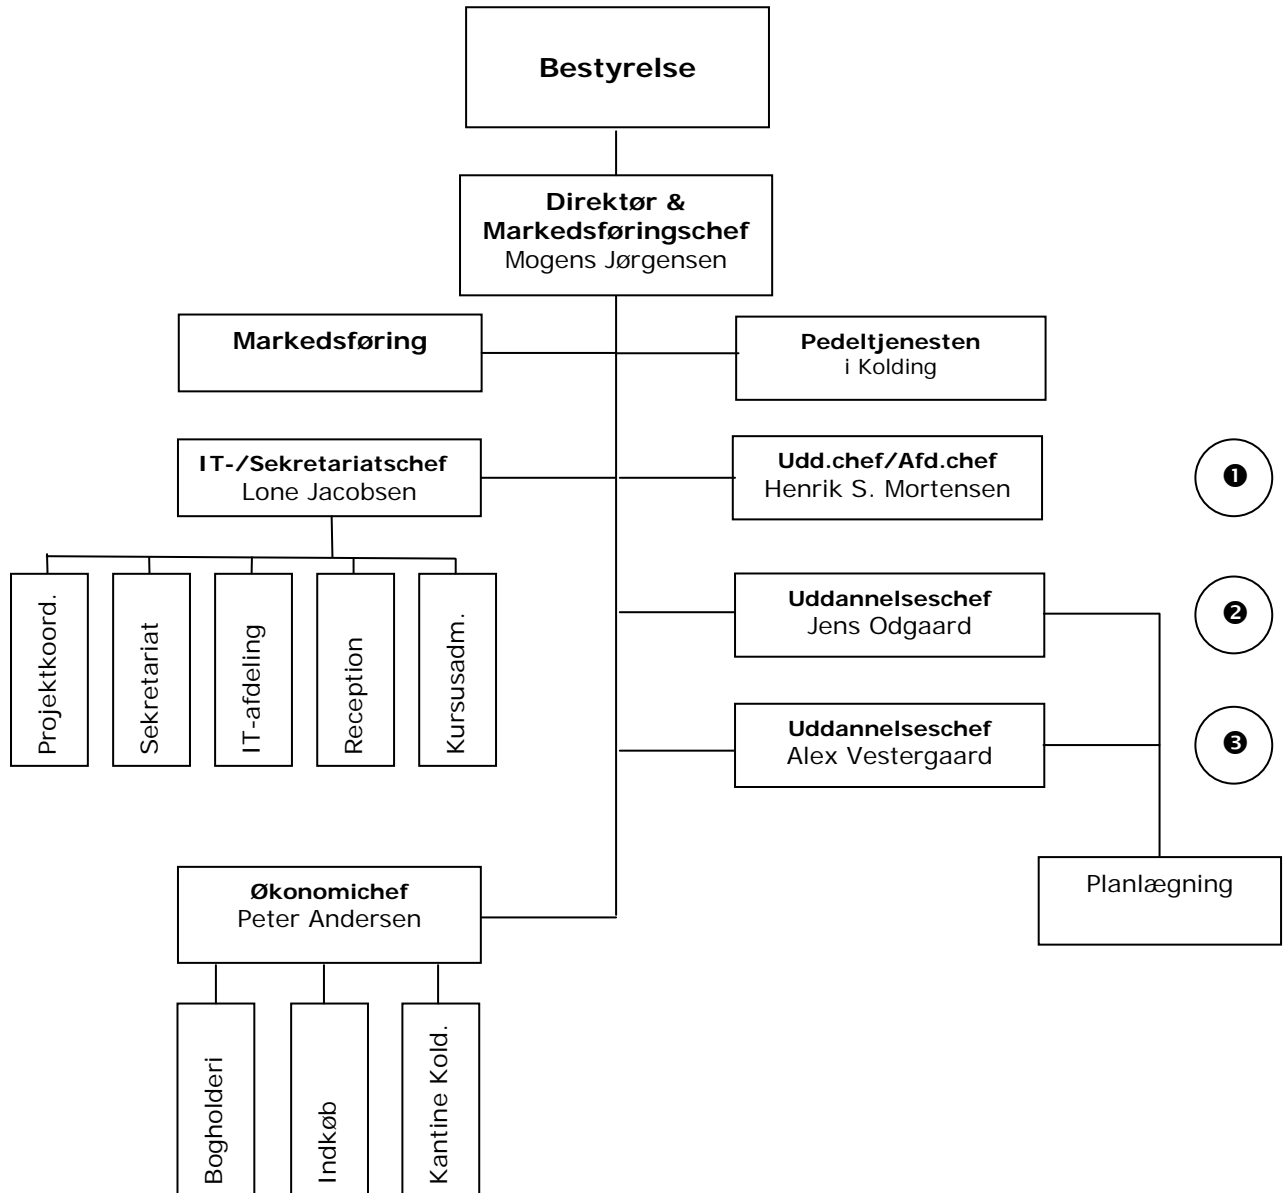 Bestyrelse
Direktør &
Markedsføringschef
Mogens Jørgensen
Markedsføring
Pedeltjenesten
i Kolding
IT-/Sekretariatschef
Lone Jacobsen
Udd.chef/Afd.chef
Henrik S. Mortensen
❶
Projektkoord.
Sekretariat
IT-afdeling
Reception
Kursusadm.
Uddannelseschef
Jens Odgaard
❷
Uddannelseschef
Alex Vestergaard
❸
Økonomichef
Peter Andersen
Planlægning
Bogholderi
Indkøb
Kantine Kold.